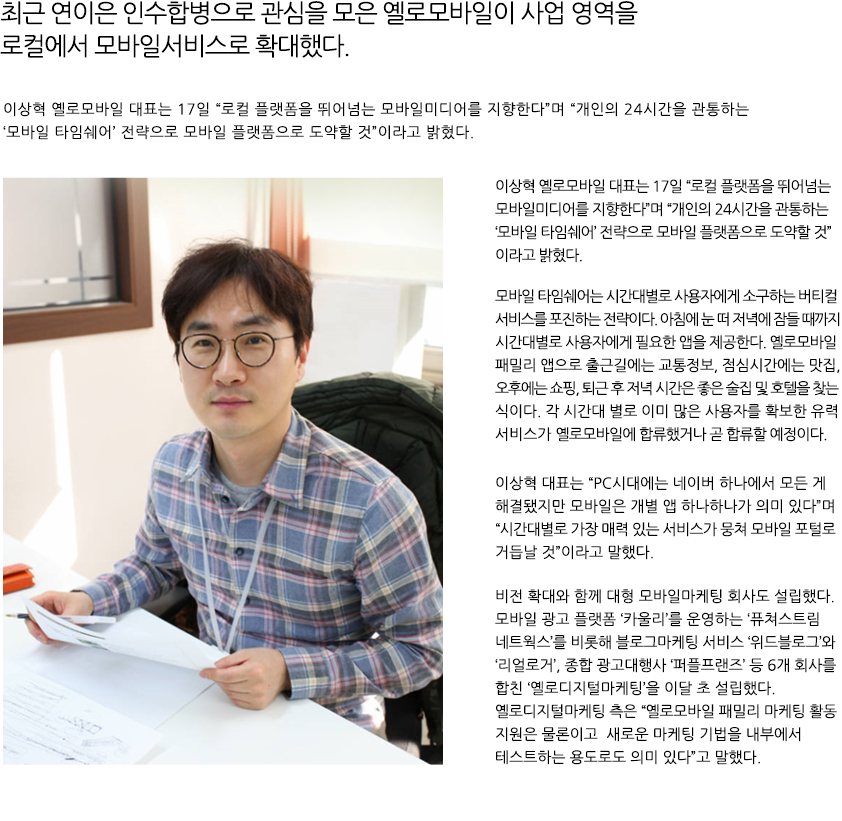 최근 연이은 인수합병으로 관심을 모은 옐로모바일이 사업 영역을
로컬에서 모바일서비스로 확대했다.
이상혁 옐로모바일 대표는 17일 “로컬 플랫폼을 뛰어넘는 모바일미디어를 지향한다”며 “개인의 24시간을 관통하는
‘모바일 타임쉐어’ 전략으로 모바일 플랫폼으로 도약할 것”이라고 밝혔다.
이상혁 옐로모바일 대표는 17일 “로컬 플랫폼을 뛰어넘는
모바일미디어를 지향한다”며 “개인의 24시간을 관통하는
‘모바일 타임쉐어’ 전략으로 모바일 플랫폼으로 도약할 것”
이라고 밝혔다.
모바일 타임쉐어는 시간대별로 사용자에게 소구하는 버티컬
서비스를 포진하는 전략이다. 아침에 눈 떠 저녁에 잠들 때까지
시간대별로 사용자에게 필요한 앱을 제공한다. 옐로모바일
패밀리 앱으로 출근길에는 교통정보, 점심시간에는 맛집,
오후에는 쇼핑, 퇴근 후 저녁 시간은 좋은 술집 및 호텔을 찾는
식이다. 각 시간대 별로 이미 많은 사용자를 확보한 유력
서비스가 옐로모바일에 합류했거나 곧 합류할 예정이다.
이상혁 대표는 “PC시대에는 네이버 하나에서 모든 게
해결됐지만 모바일은 개별 앱 하나하나가 의미 있다”며
“시간대별로 가장 매력 있는 서비스가 뭉쳐 모바일 포털로
거듭날 것”이라고 말했다.
비전 확대와 함께 대형 모바일마케팅 회사도 설립했다.
모바일 광고 플랫폼 ‘카울리’를 운영하는 ‘퓨쳐스트림
네트웍스’를 비롯해 블로그마케팅 서비스 ‘위드블로그’와
‘리얼로거’, 종합 광고대행사 ‘퍼플프랜즈’ 등 6개 회사를
합친 ‘옐로디지털마케팅’을 이달 초 설립했다.
옐로디지털마케팅 측은 “옐로모바일 패밀리 마케팅 활동
지원은 물론이고 새로운 마케팅 기법을 내부에서
테스트하는 용도로도 의미 있다”고 말했다.